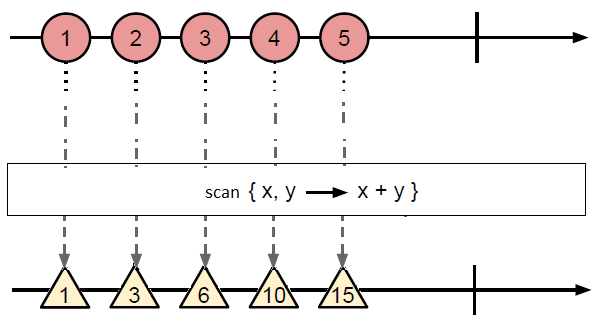 1 2 3 4 5
scan { x, y ⟶ x + y }
1 3 6 10 15